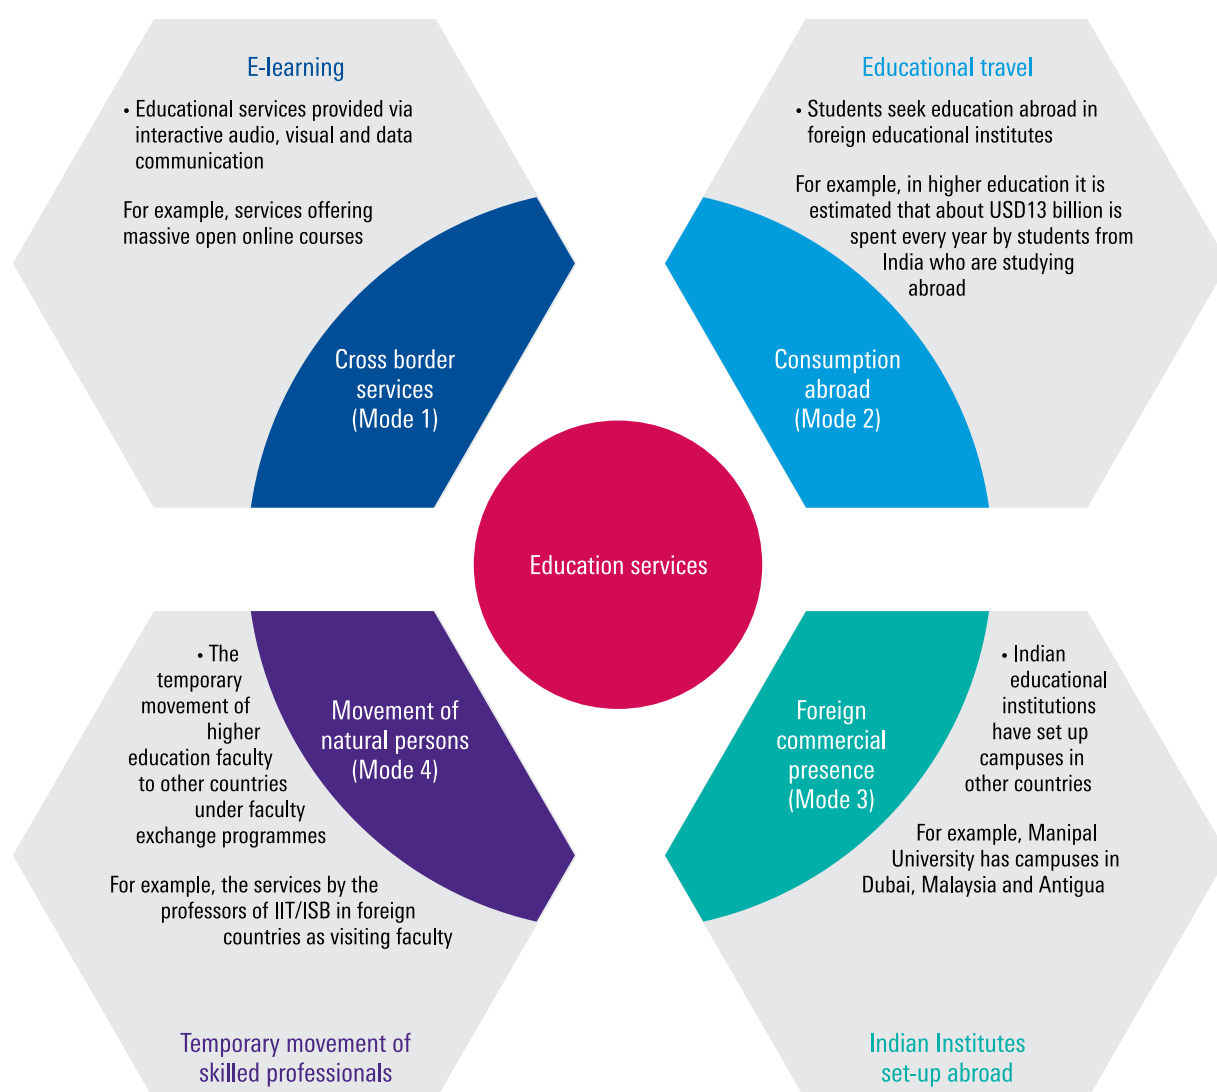 E-learning
• Educational services provided via
interactive audio, visual and data
communication
For example, services offering
massive open online courses
Cross border
services
(Mode 1)
Educational travel
• Students seek education abroad in
foreign educational institutes
For example, in higher education it is
estimated that about USD13 billion is
spent every year by students from
India who are studying
abroad
Consumption
abroad
(Mode 2)
Education services
• The
temporary
movement of
higher
education faculty
to other countries
under faculty
exchange programmes
For example, the services by the
professors of IIT/ISB in foreign
countries as visiting faculty
Movement of
natural persons
(Mode 4)
Temporary movement of
skilled professionals
Foreign
commercial
presence
(Mode 3)
• Indian
educational
institutions
have set up
campuses in
other countries
For example, Manipal
University has campuses in
Dubai, Malaysia and Antigua
Indian Institutes
set-up abroad